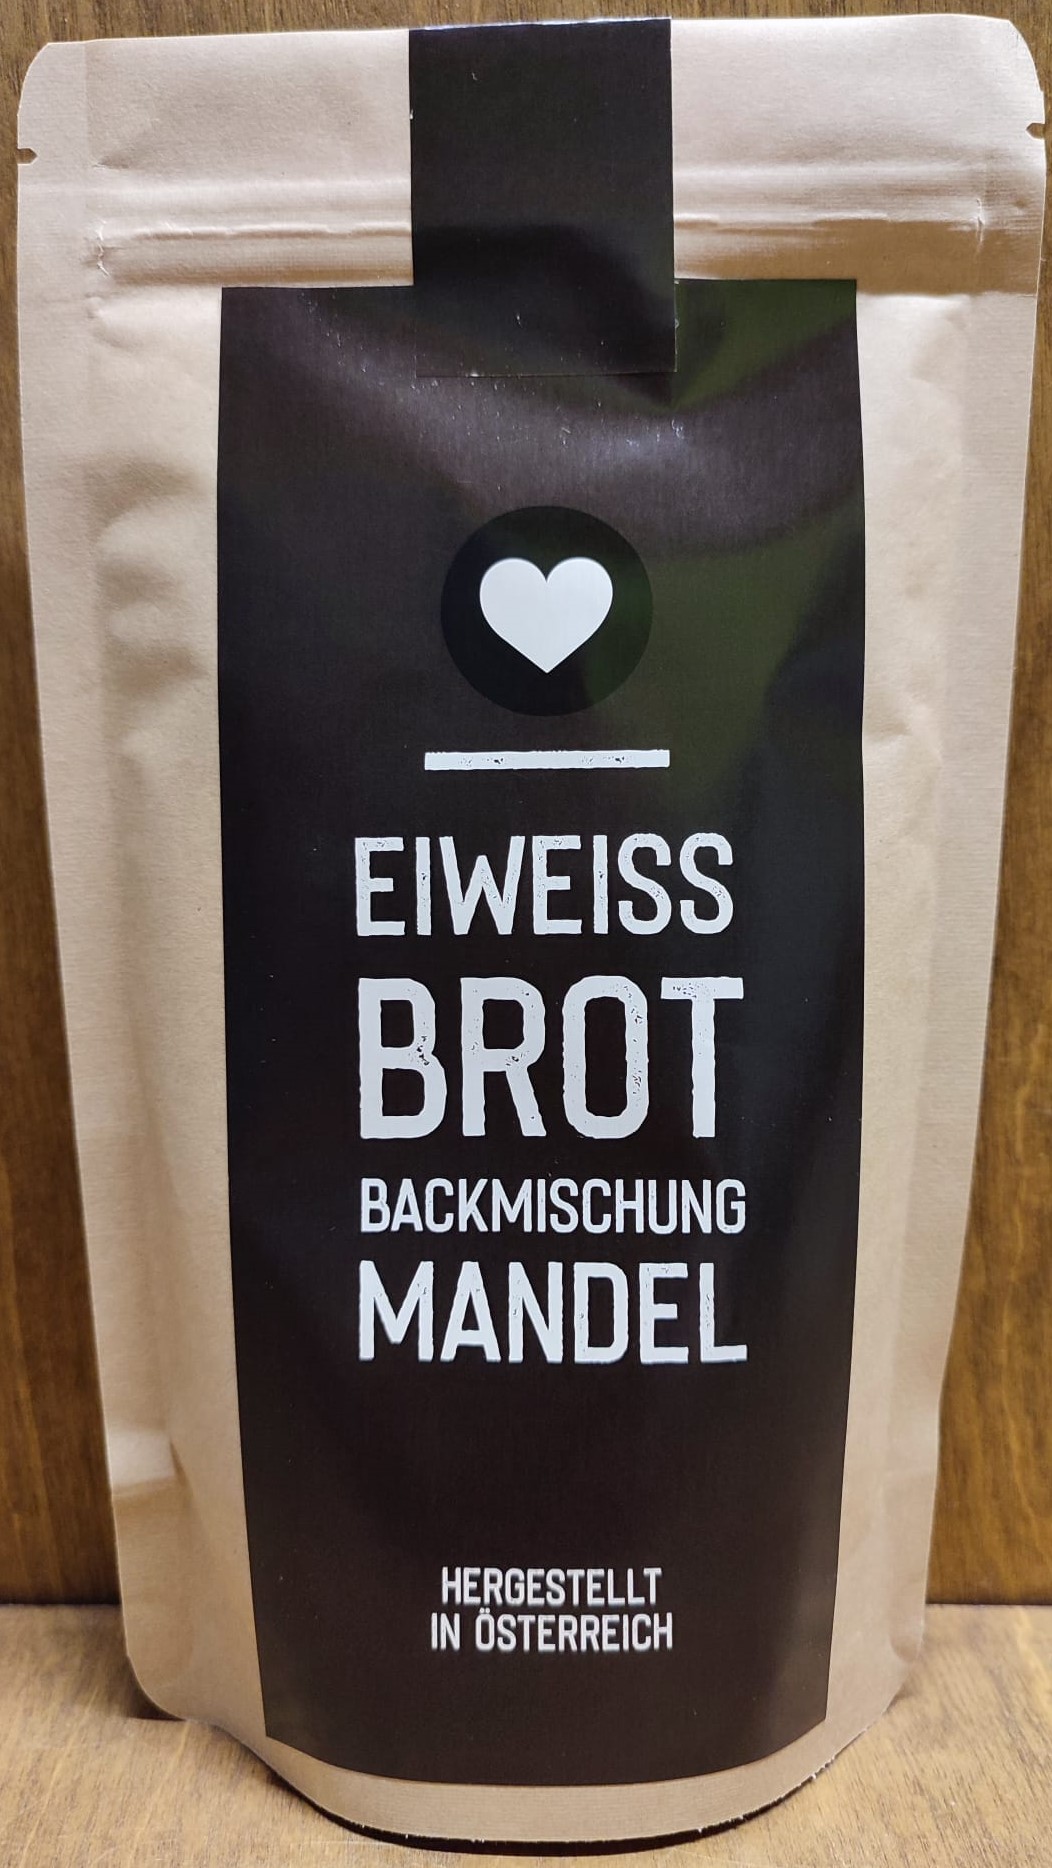 EIWEISS
BROT
BACKMISCHUNG
MANDEL
HERGESTELLT
IN ÖSTERREICH